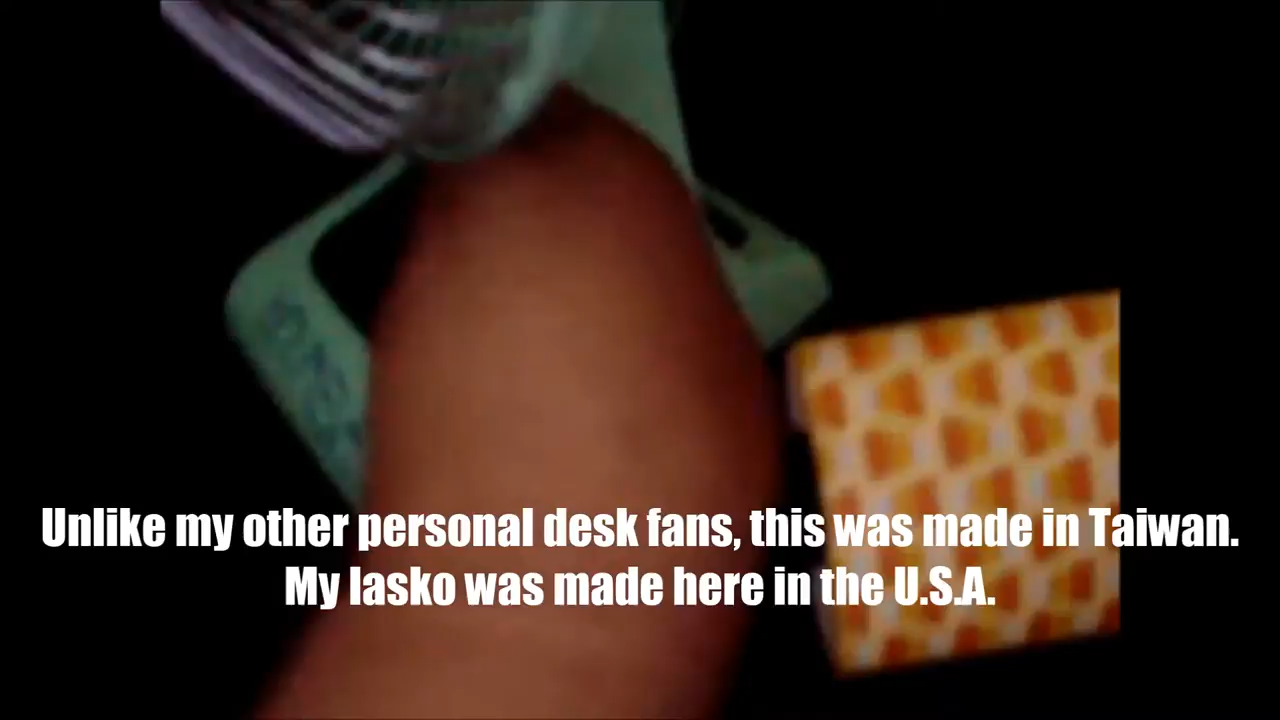 Unlike my other personal desk fans, this was made in Taiwan.
My lasko was made here in the U.S.A.